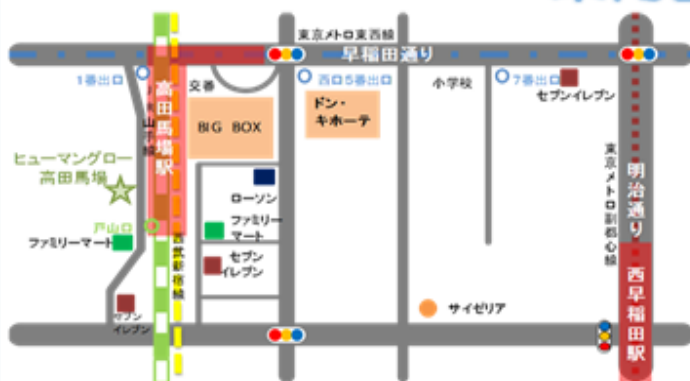 東京メトロ東西線
早稲田通り
1番出口
高田馬場駅
交番
西口5番出口
小学校
7番出口
セブンイレブン
ドン・
キホーテ
BIG BOX
JR山手線
ヒューマングロー
高田馬場
ローソン
戸山口
ファミリーマート
ファミリー
マート
西武新宿線
セブン
イレブン
セブン
イレブン
サイゼリア
東京メトロ副都心線
明治通り
西早稲田駅